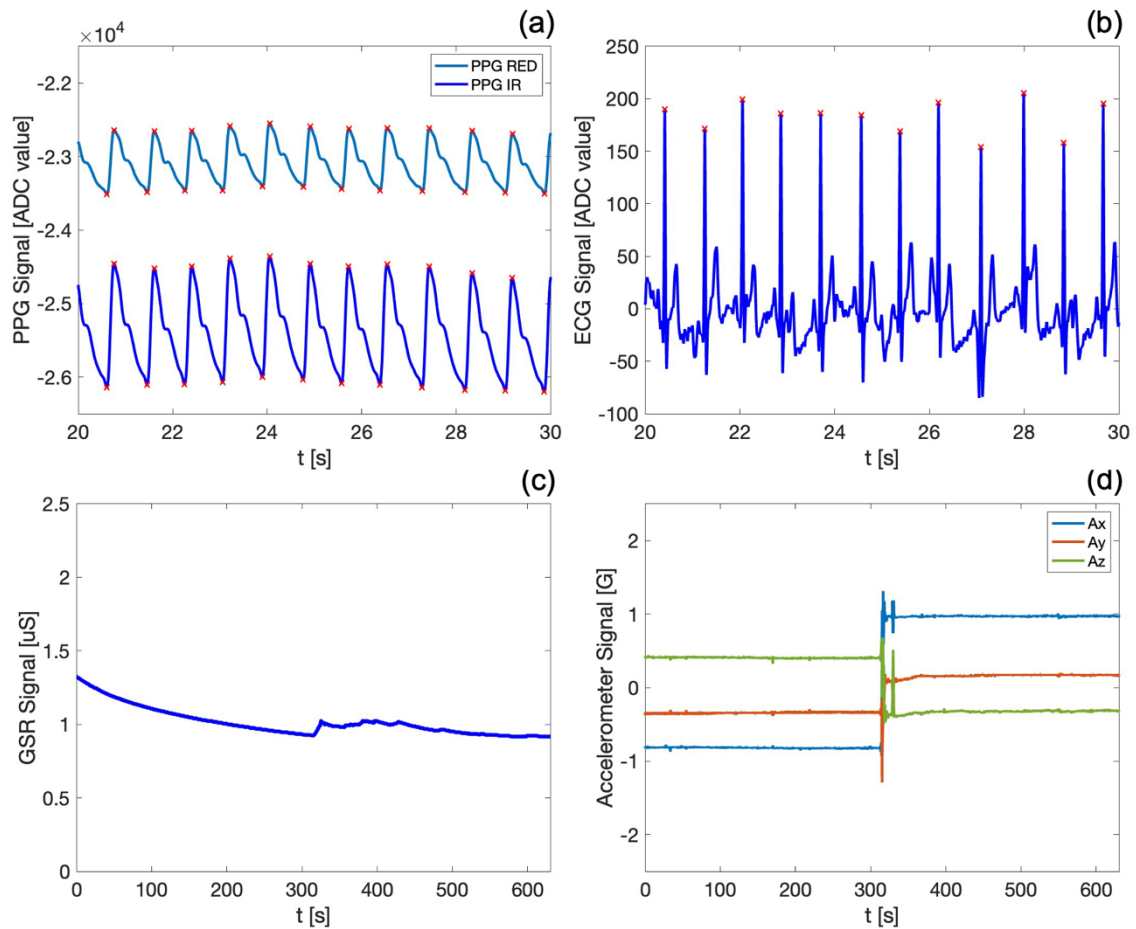 (a)
×10⁴
-2.2
-2.3
-2.4
-2.5
-2.6
PPG Signal [ADC value]
PPG RED
PPG IR
20 22 24 26 28 30
t [s]
(b)
250
200
150
100
50
0
-50
-100
ECG Signal [ADC value]
20 22 24 26 28 30
t [s]
(c)
2.5
2
1.5
1
0.5
0
GSR Signal [uS]
0 100 200 300 400 500 600
t [s]
(d)
2
1
0
-1
-2
Accelerometer Signal [G]
Ax
Ay
Az
0 100 200 300 400 500 600
t [s]